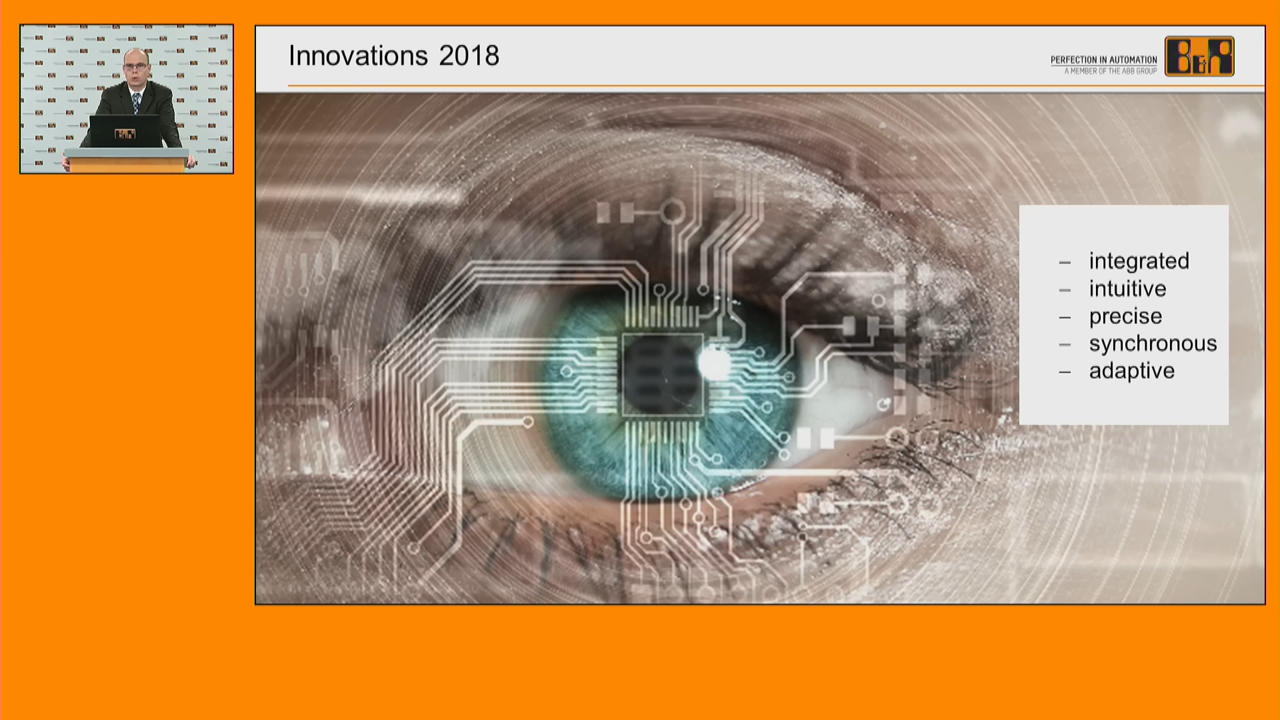 Innovations 2018
PERFECTION IN AUTOMATION
A MEMBER OF THE ABB GROUP
B&R
– integrated
– intuitive
– precise
– synchronous
– adaptive